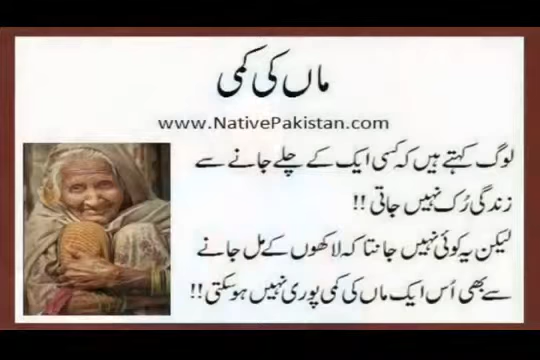 ماں کی کمی
www.NativePakistan.com
لوگ کہتے ہیں کہ کسی ایک کے چلے جانے سے
زندگی رُک نہیں جاتی !!
لیکن یہ کوئی نہیں جانتا کہ لاکھوں کے مل جانے
سے بھی اُس ایک ماں کی کمی پوری نہیں ہو سکتی !!